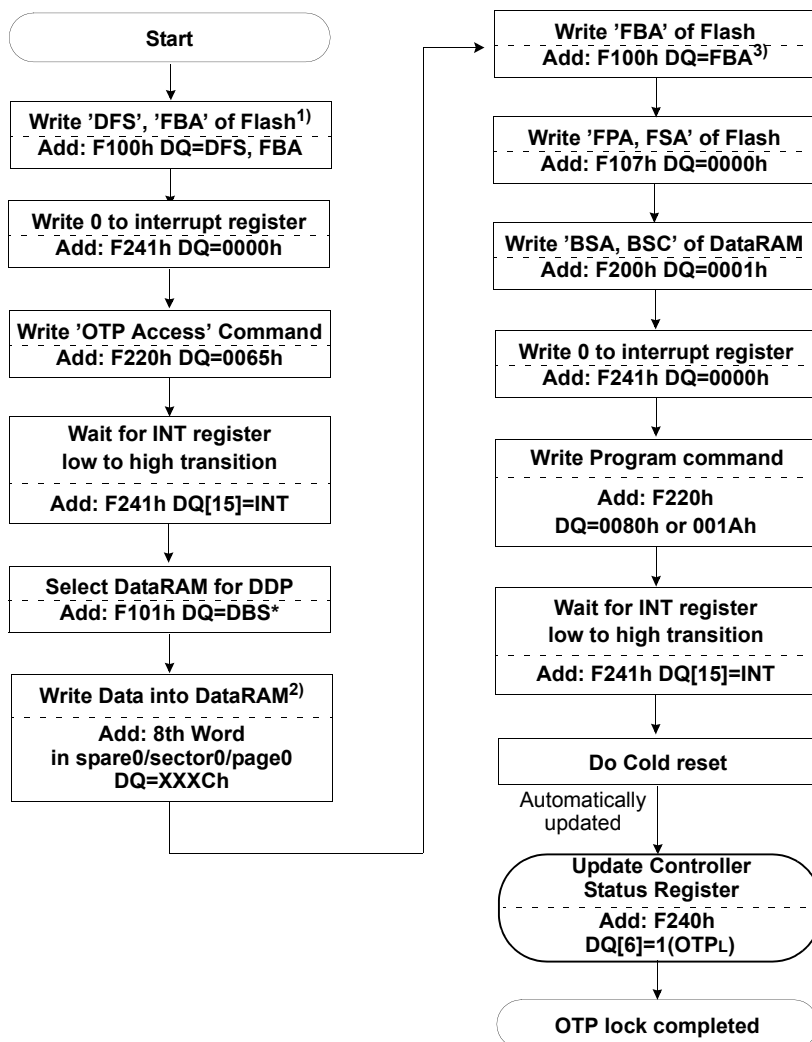 Start
Write ’DFS’, ’FBA’ of Flash1)
Add: F100h DQ=DFS, FBA
Write 0 to interrupt register
Add: F241h DQ=0000h
Write ’OTP Access’ Command
Add: F220h DQ=0065h
Wait for INT register
low to high transition
Add: F241h DQ[15]=INT
Select DataRAM for DDP
Add: F101h DQ=DBS*
Write Data into DataRAM2)
Add: 8th Word
in spare0/sector0/page0
DQ=XXXCh
Write ’FBA’ of Flash
Add: F100h DQ=FBA3)
Write ’FPA, FSA’ of Flash
Add: F107h DQ=0000h
Write ’BSA, BSC’ of DataRAM
Add: F200h DQ=0001h
Write 0 to interrupt register
Add: F241h DQ=0000h
Write Program command
Add: F220h
DQ=0080h or 001Ah
Wait for INT register
low to high transition
Add: F241h DQ[15]=INT
Do Cold reset
Automatically
updated
Update Controller
Status Register
Add: F240h
DQ[6]=1(OTPL)
OTP lock completed